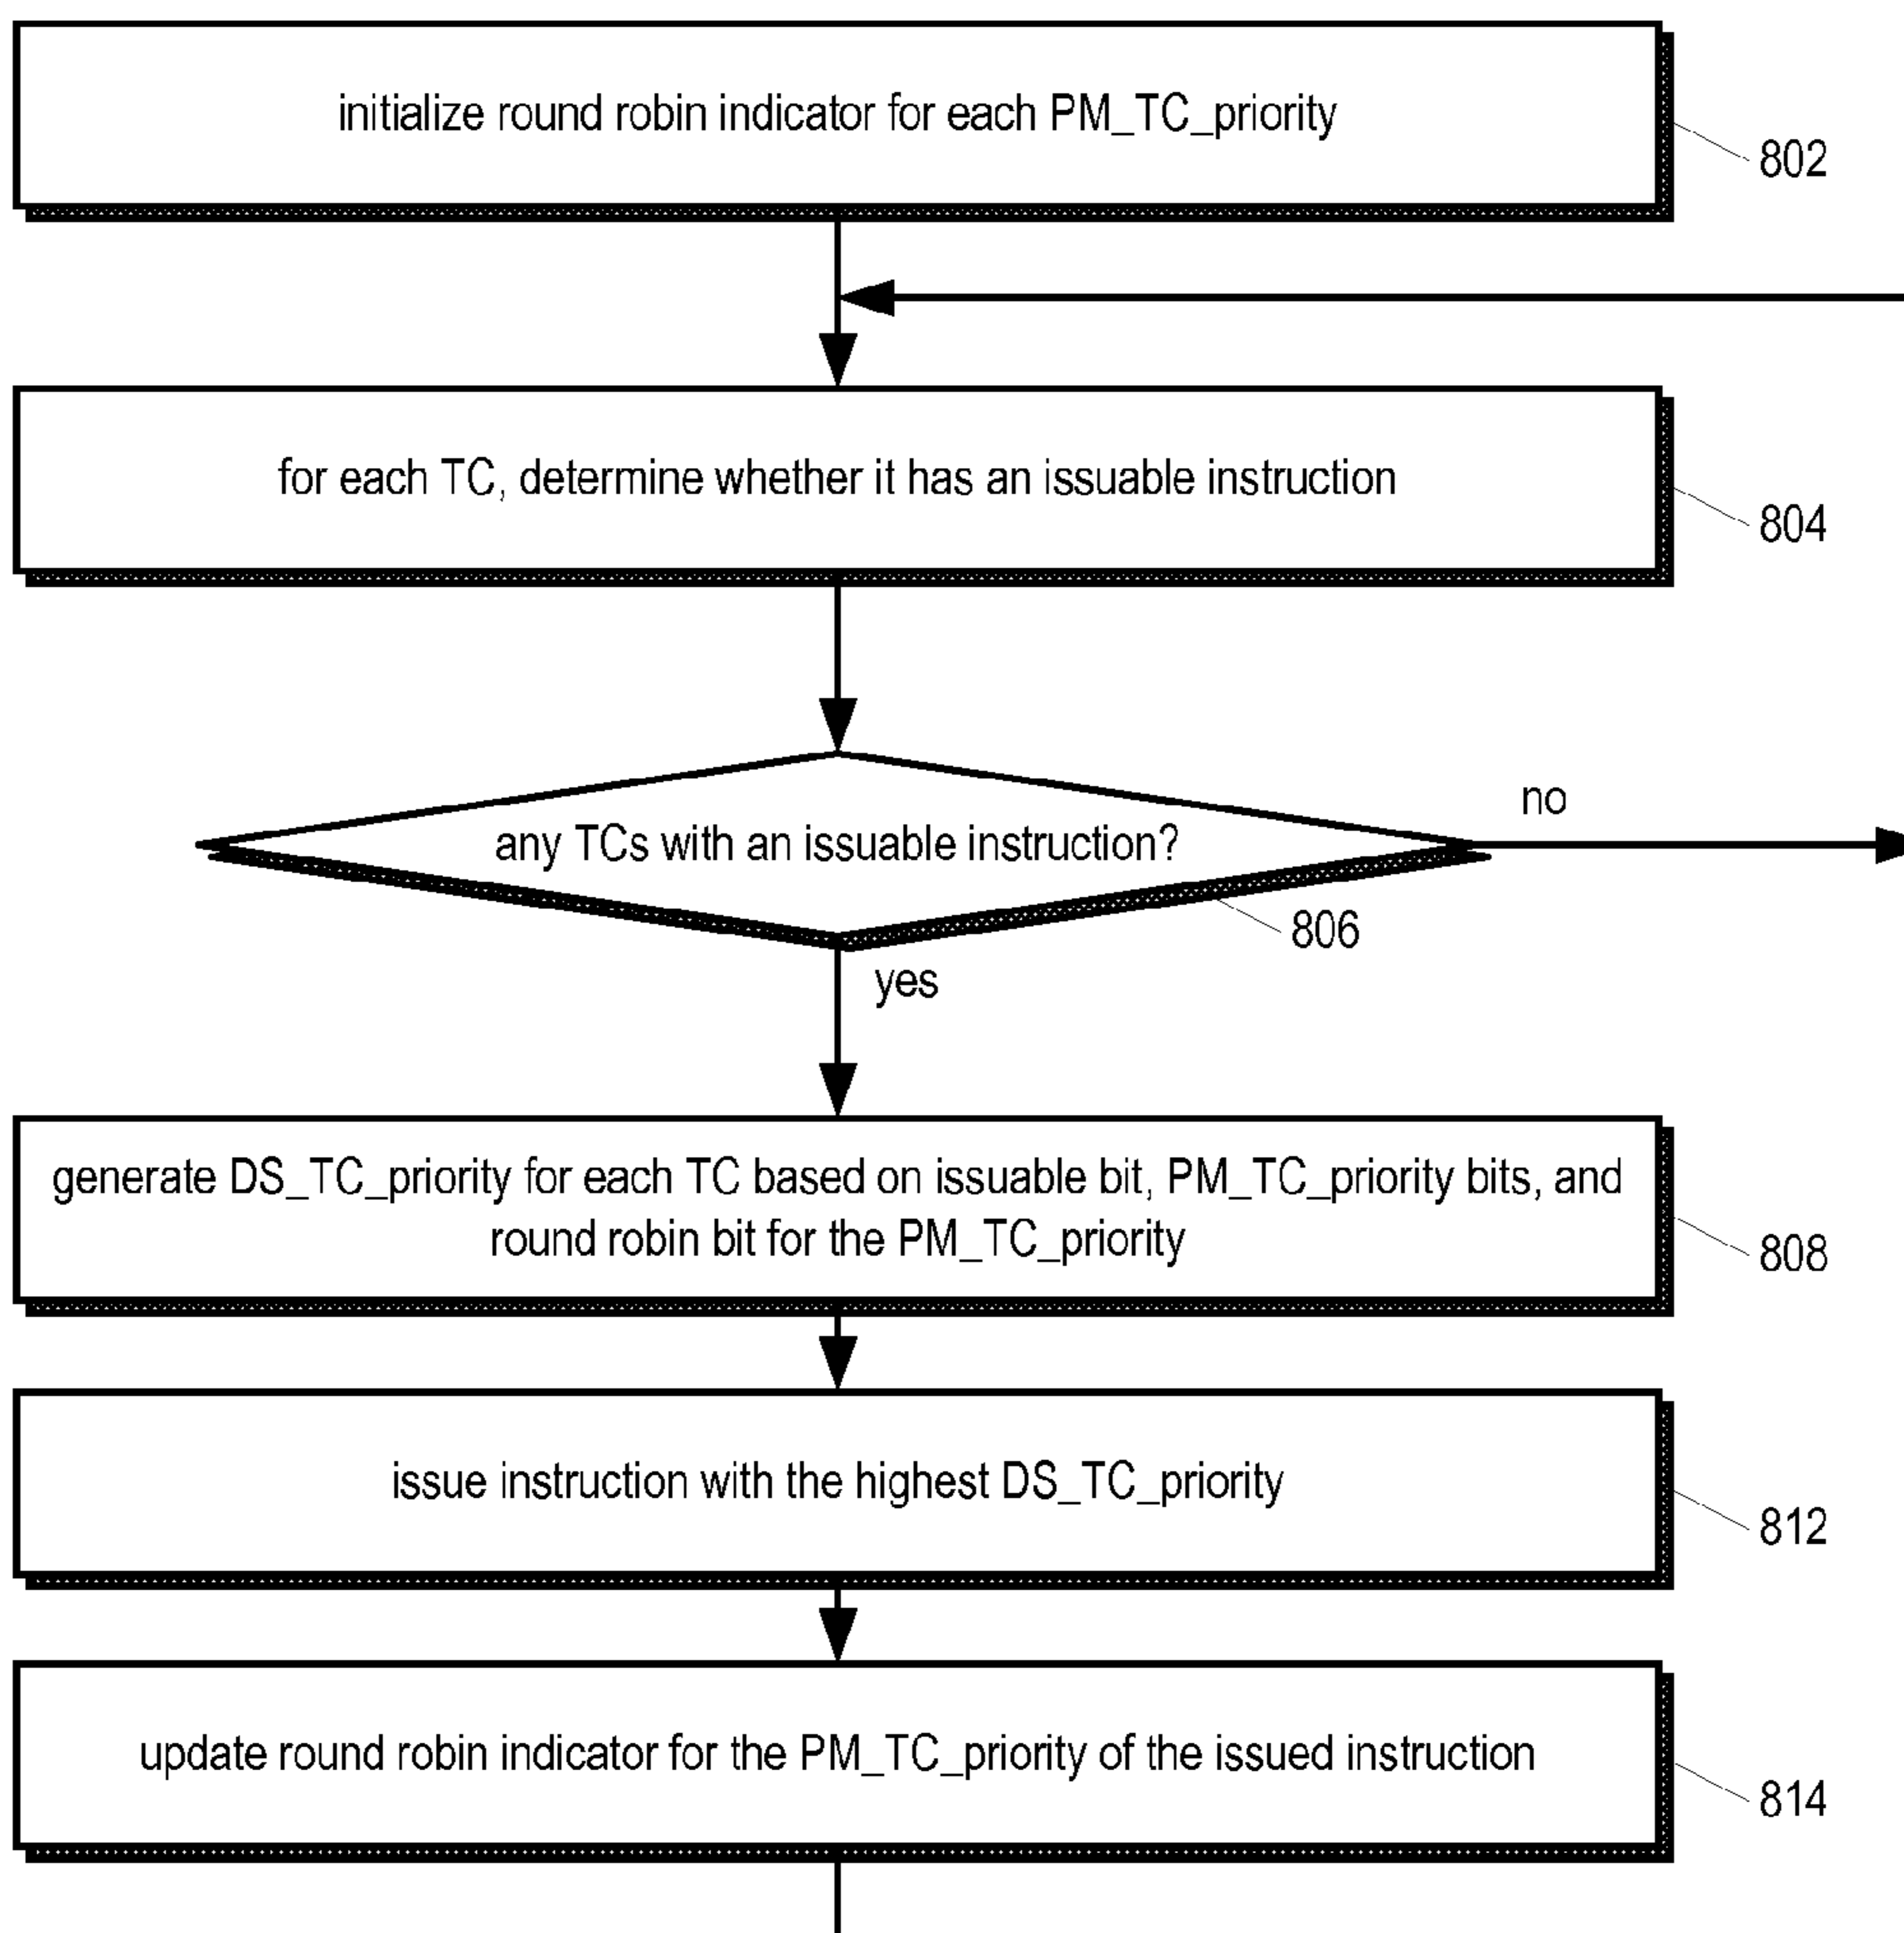 initialize round robin indicator for each PM_TC_priority
802
for each TC, determine whether it has an issuable instruction
804
no
any TCs with an issuable instruction?
806
yes
generate DS_TC_priority for each TC based on issuable bit, PM_TC_priority bits, and
round robin bit for the PM_TC_priority
808
issue instruction with the highest DS_TC_priority
812
update round robin indicator for the PM_TC_priority of the issued instruction
814